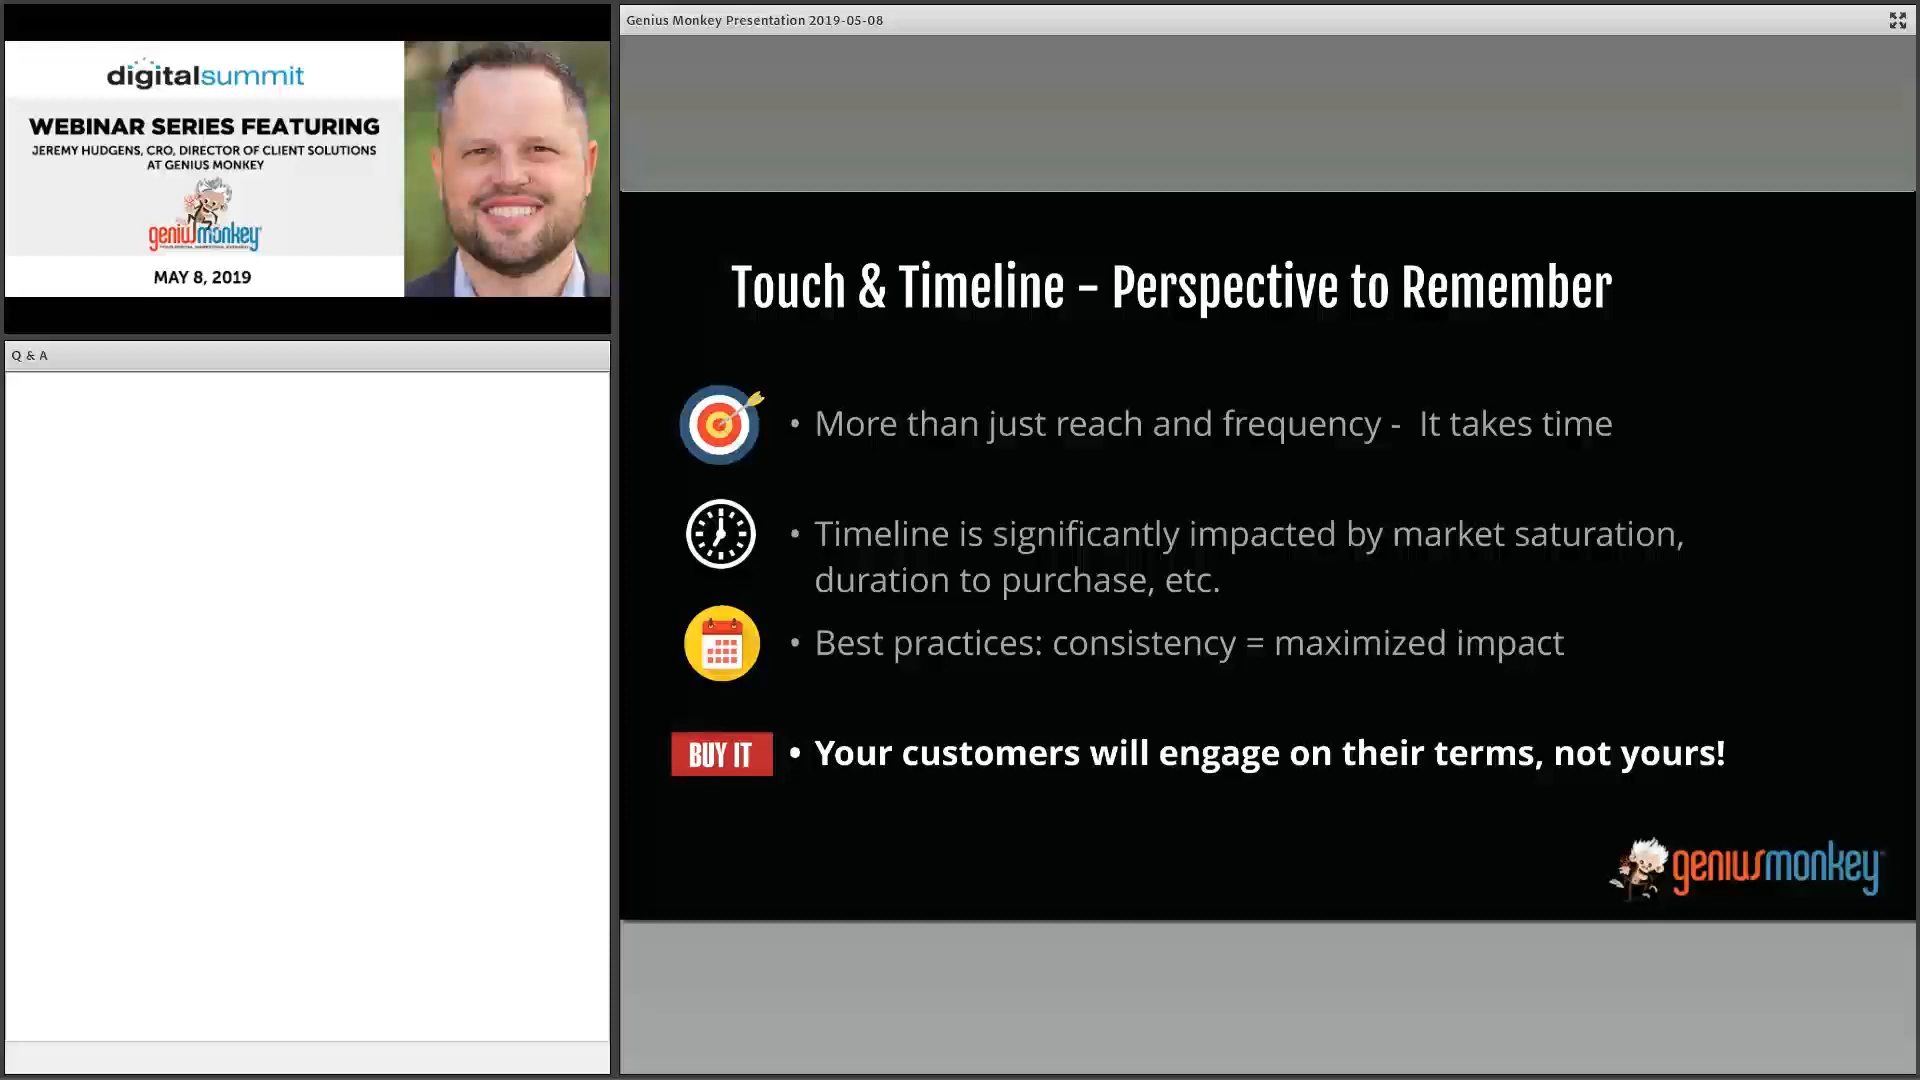 digitalsummit
WEBINAR SERIES FEATURING
JEREMY HUDGENS, CRO, DIRECTOR OF CLIENT SOLUTIONS
AT GENIUS MONKEY
geniusmonkey
MAY 8, 2019
Q & A
Genius Monkey Presentation 2019-05-08
Touch & Timeline - Perspective to Remember
• More than just reach and frequency - It takes time
• Timeline is significantly impacted by market saturation,
duration to purchase, etc.
• Best practices: consistency = maximized impact
BUY IT • Your customers will engage on their terms, not yours!
geniusmonkey